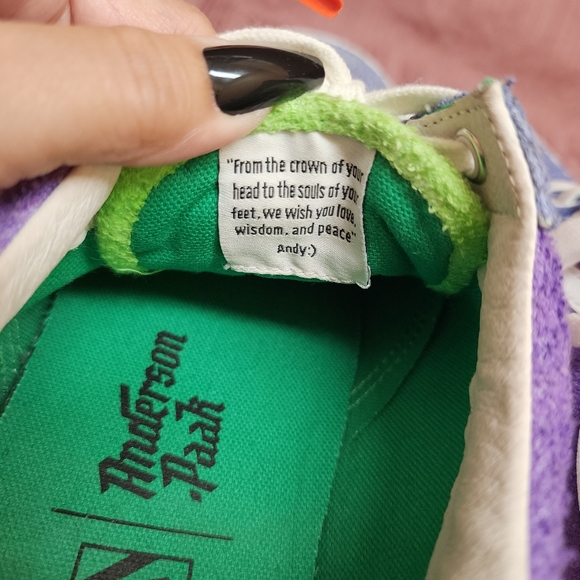 "From the crown of your
head to the souls of your
feet, we wish you love,
wisdom, and peace"
Andy:)
Anderson
.Paak